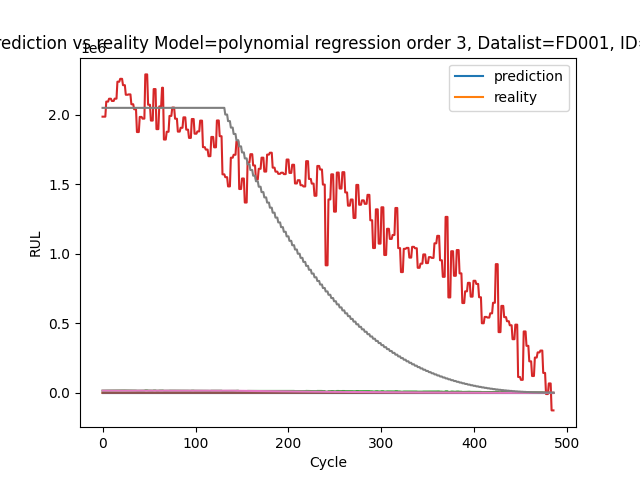 rediction vs reality Model=polynomial regression order 3, Datalist=FD001, ID=
1e6
prediction
reality
2.0
1.5
1.0
0.5
0.0
RUL
0 100 200 300 400 500
Cycle